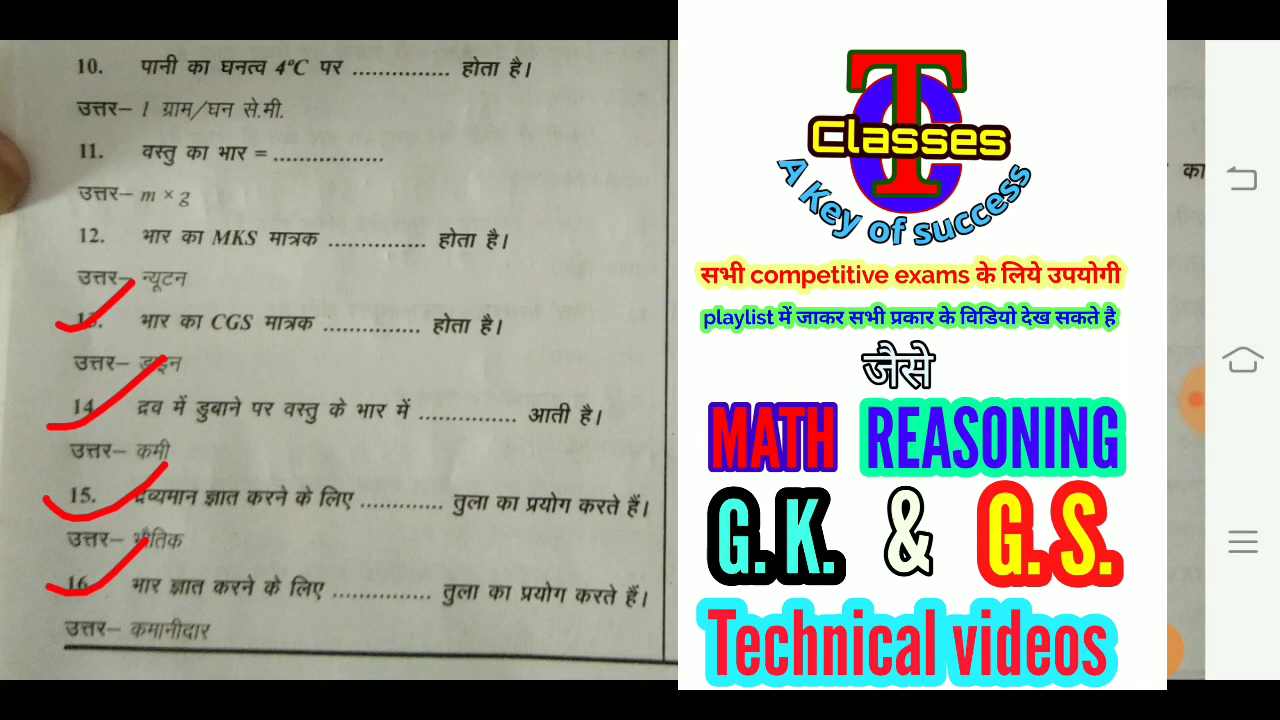 10. पानी का घनत्व 4°C पर ............... होता है।
उत्तर– 1 ग्राम/घन से.मी.
11. वस्तु का भार = .................
उत्तर– m × g
12. भार का MKS मात्रक ............... होता है।
उत्तर– न्यूटन
13. भार का CGS मात्रक ............... होता है।
उत्तर– डाइन
14. द्रव में डुबाने पर वस्तु के भार में ............... आती है।
उत्तर– कमी
15. द्रव्यमान ज्ञात करने के लिए ............. तुला का प्रयोग करते हैं।
उत्तर– भौतिक
16. भार ज्ञात करने के लिए ............... तुला का प्रयोग करते हैं।
उत्तर– कमानीदार
TC
Classes
A Key of success
सभी competitive exams के लिये उपयोगी
playlist में जाकर सभी प्रकार के विडियो देख सकते है
जैसे
MATH REASONING
G.K. & G.S.
Technical videos
का